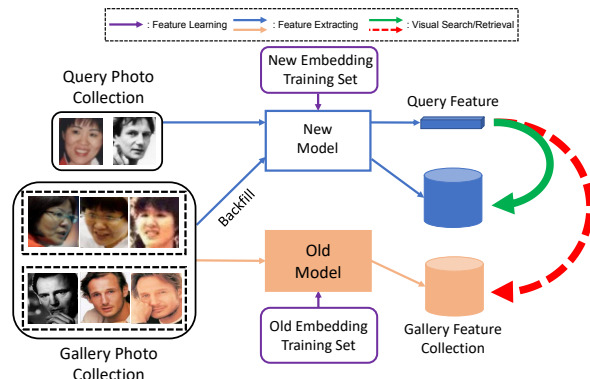 : Feature Learning
: Feature Extracting
: Visual Search/Retrieval
New Embedding
Training Set
Query Photo
Collection
Query Feature
New
Model
Backfill
Old
Model
Old Embedding
Training Set
Gallery Feature
Collection
Gallery Photo
Collection